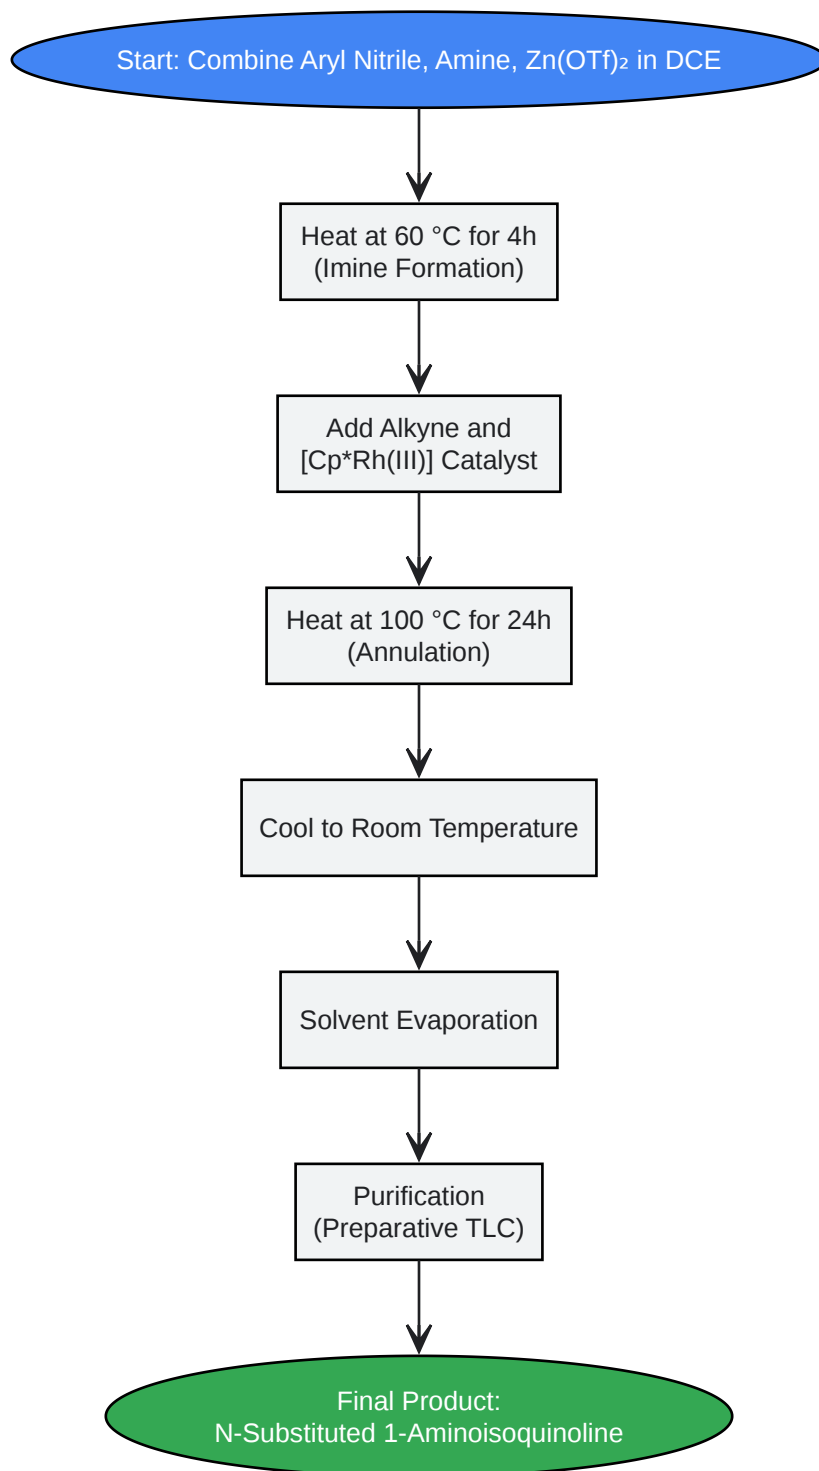 Start: Combine Aryl Nitrile, Amine, Zn(OTf)₂ in DCE
Heat at 60 °C for 4h
(Imine Formation)
Add Alkyne and
[Cp*Rh(III)] Catalyst
Heat at 100 °C for 24h
(Annulation)
Cool to Room Temperature
Solvent Evaporation
Purification
(Preparative TLC)
Final Product:
N-Substituted 1-Aminoisoquinoline